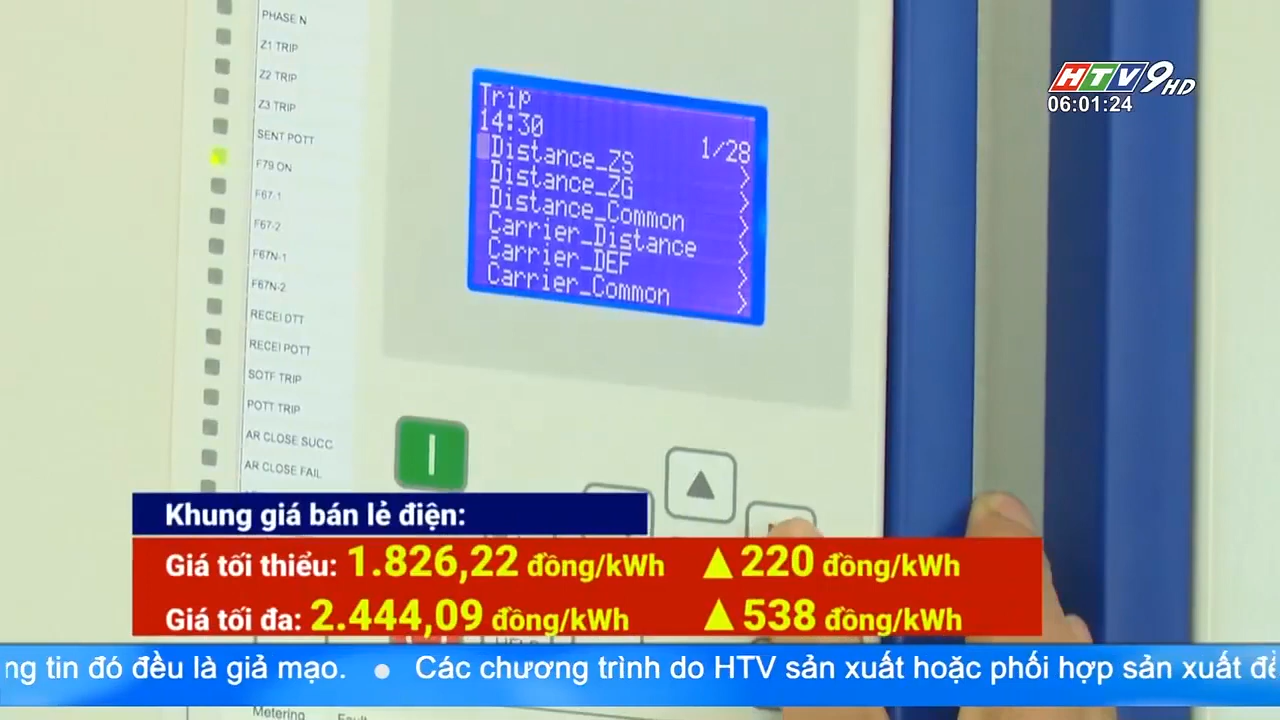 PHASE N
Z1 TRIP
Z2 TRIP
Z3 TRIP
SENT POTT
F79 ON
F67-1
F67-2
F67N-1
F67N-2
RECEI DTT
RECEI POTT
SOTF TRIP
POTT TRIP
AR CLOSE SUCC
AR CLOSE FAIL
Trip
14:30
1/28
Distance_ZS
Distance_ZG
Distance_Common
Carrier_Distance
Carrier_DEF
Carrier_Common
HTV9HD
06:01:24
Khung giá bán lẻ điện:
Giá tối thiểu: 1.826,22 đồng/kWh ▲220 đồng/kWh
Giá tối đa: 2.444,09 đồng/kWh ▲538 đồng/kWh
ng tin đó đều là giả mạo. ● Các chương trình do HTV sản xuất hoặc phối hợp sản xuất đề
Metering